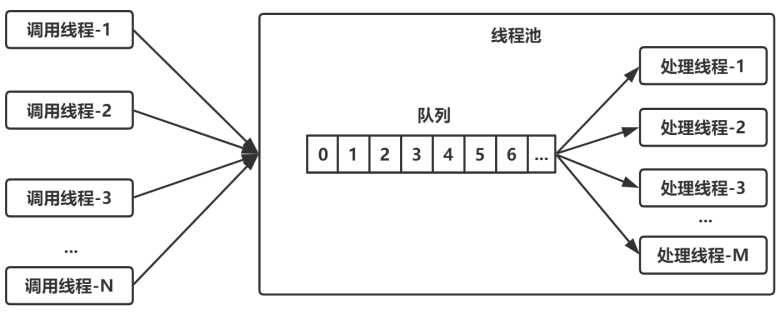 调用线程-1
调用线程-2
调用线程-3
...
调用线程-N
线程池
队列
0 1 2 3 4 5 6 ...
处理线程-1
处理线程-2
处理线程-3
...
处理线程-M